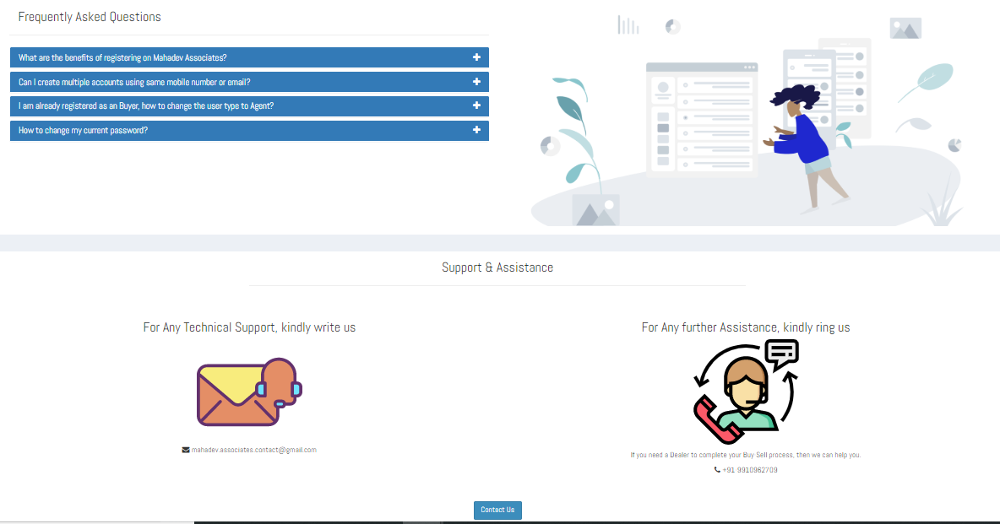 Frequently Asked Questions
What are the benefits of registering on Mahadev Associates?
Can I create multiple accounts using same mobile number or email?
I am already registered as an Buyer, how to change the user type to Agent?
How to change my current password?
Support & Assistance
For Any Technical Support, kindly write us
mahadev.associates.contact@gmail.com
For Any further Assistance, kindly ring us
If you need a Dealer to complete your Buy Sell process, then we can help you.
+91 9910962709
Contact Us